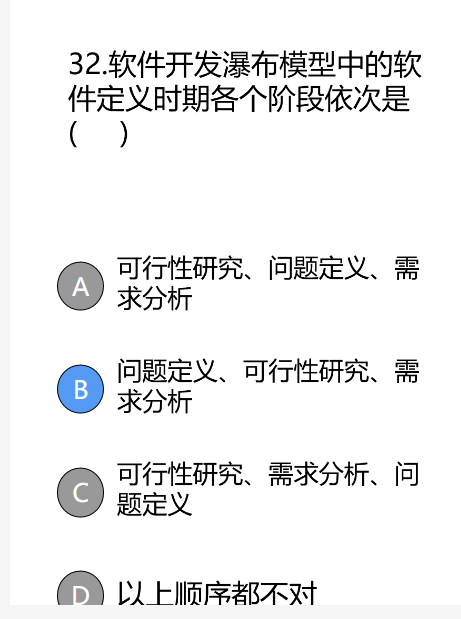 32.软件开发瀑布模型中的软
件定义时期各个阶段依次是
(    )
A
可行性研究、问题定义、需
求分析
B
问题定义、可行性研究、需
求分析
C
可行性研究、需求分析、问
题定义
D
以上顺序都不对